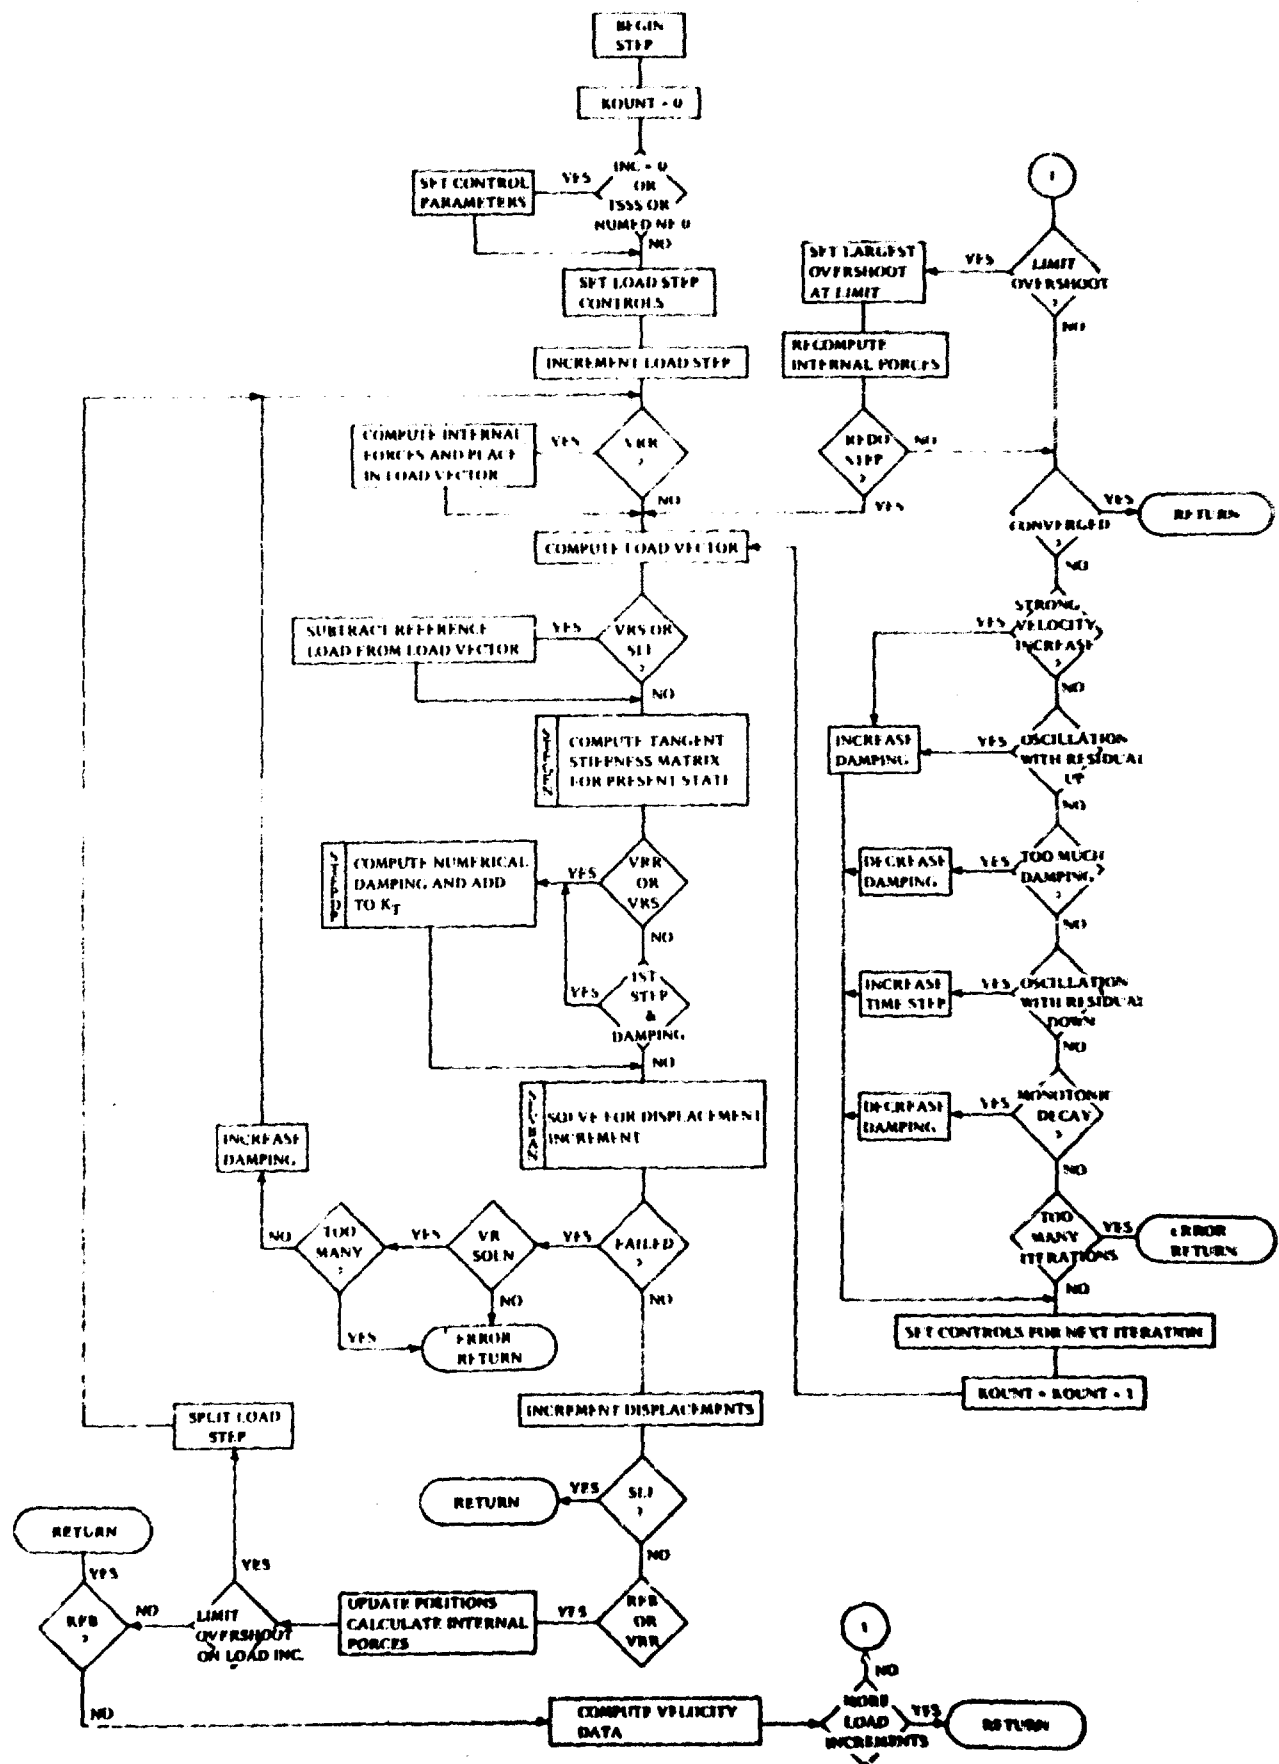 BEGIN
STEP
KOUNT = 0
INC = 0
OR
TSSS OR
NUMED NE 0
YES
SET CONTROL
PARAMETERS
NO
SET LOAD STEP
CONTROLS
INCREMENT LOAD STEP
VRR
?
YES
COMPUTE INTERNAL
FORCES AND PLACE
IN LOAD VECTOR
NO
COMPUTE LOAD VECTOR
VRS OR
SLI
?
YES
SUBTRACT REFERENCE
LOAD FROM LOAD VECTOR
NO
COMPUTE TANGENT
STIFFNESS MATRIX
FOR PRESENT STATE
VRR
OR
VRS
YES
COMPUTE NUMERICAL
DAMPING AND ADD
TO KT
NO
1ST
STEP
&
DAMPING
YES
NO
SOLVE FOR DISPLACEMENT
INCREMENT
FAILED
?
YES
VR
SOLN
YES
TOO
MANY
?
NO
INCREASE
DAMPING
YES
NO
ERROR
RETURN
NO
INCREMENT DISPLACEMENTS
SLI
?
YES
RETURN
NO
RFB
OR
VRR
YES
UPDATE POSITIONS
CALCULATE INTERNAL
FORCES
LIMIT
OVERSHOOT
ON LOAD INC.
YES
SPLIT LOAD
STEP
NO
RFB
?
YES
RETURN
NO
COMPUTE VELOCITY
DATA
MORE
LOAD
INCREMENTS
YES
RETURN
NO
1
1
LIMIT
OVERSHOOT
?
YES
SET LARGEST
OVERSHOOT
AT LIMIT
RECOMPUTE
INTERNAL FORCES
REDO
STEP
?
NO
YES
NO
CONVERGED
?
YES
RETURN
NO
STRONG
VELOCITY
INCREASE
?
YES
NO
OSCILLATION
WITH RESIDUAL
UP
YES
INCREASE
DAMPING
NO
TOO MUCH
DAMPING
?
YES
DECREASE
DAMPING
NO
OSCILLATION
WITH RESIDUAL
DOWN
YES
INCREASE
TIME STEP
NO
MONOTONIC
DECAY
?
YES
DECREASE
DAMPING
NO
TOO
MANY
ITERATIONS
YES
ERROR
RETURN
NO
SET CONTROLS FOR NEXT ITERATION
KOUNT = KOUNT + 1